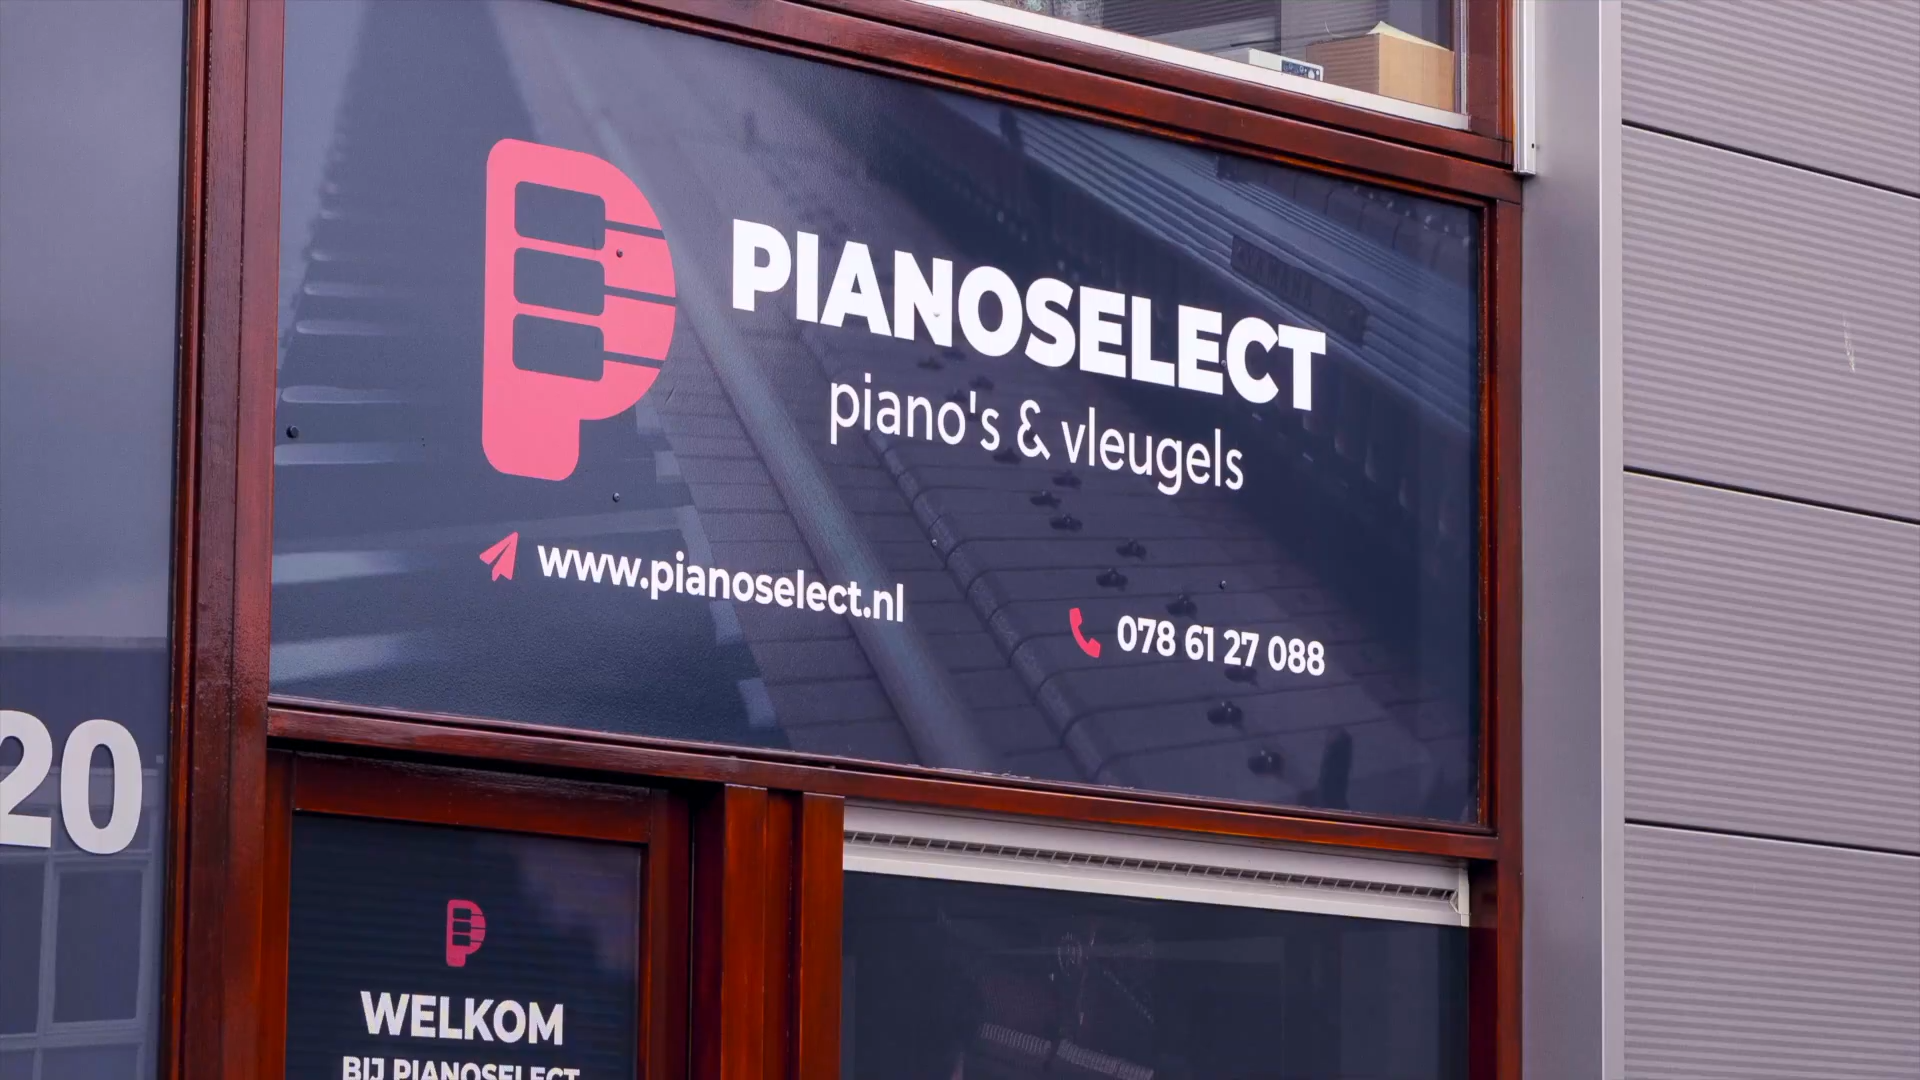 PIANOSELECT
piano's & vleugels
www.pianoselect.nl
078 61 27 088
20
WELKOM
BIJ PIANOSELECT